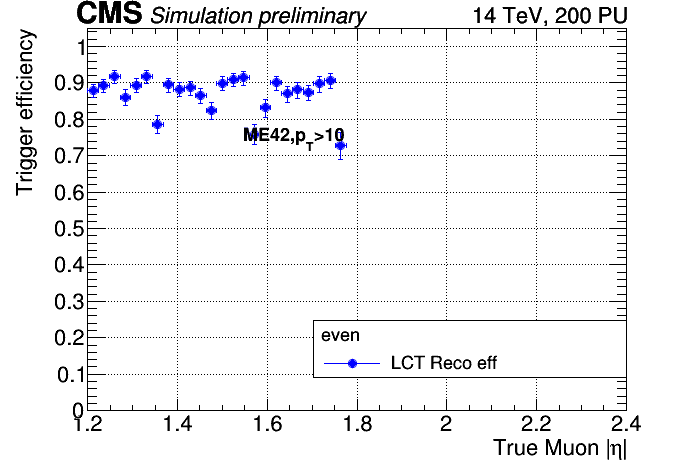 CMS Simulation preliminary 14 TeV, 200 PU
Trigger efficiency
1
0.9
0.8
ME42,pT>10
0.7
0.6
0.5
0.4
0.3
0.2
0.1
0
even
LCT Reco eff
1.2 1.4 1.6 1.8 2 2.2 2.4
True Muon |η|